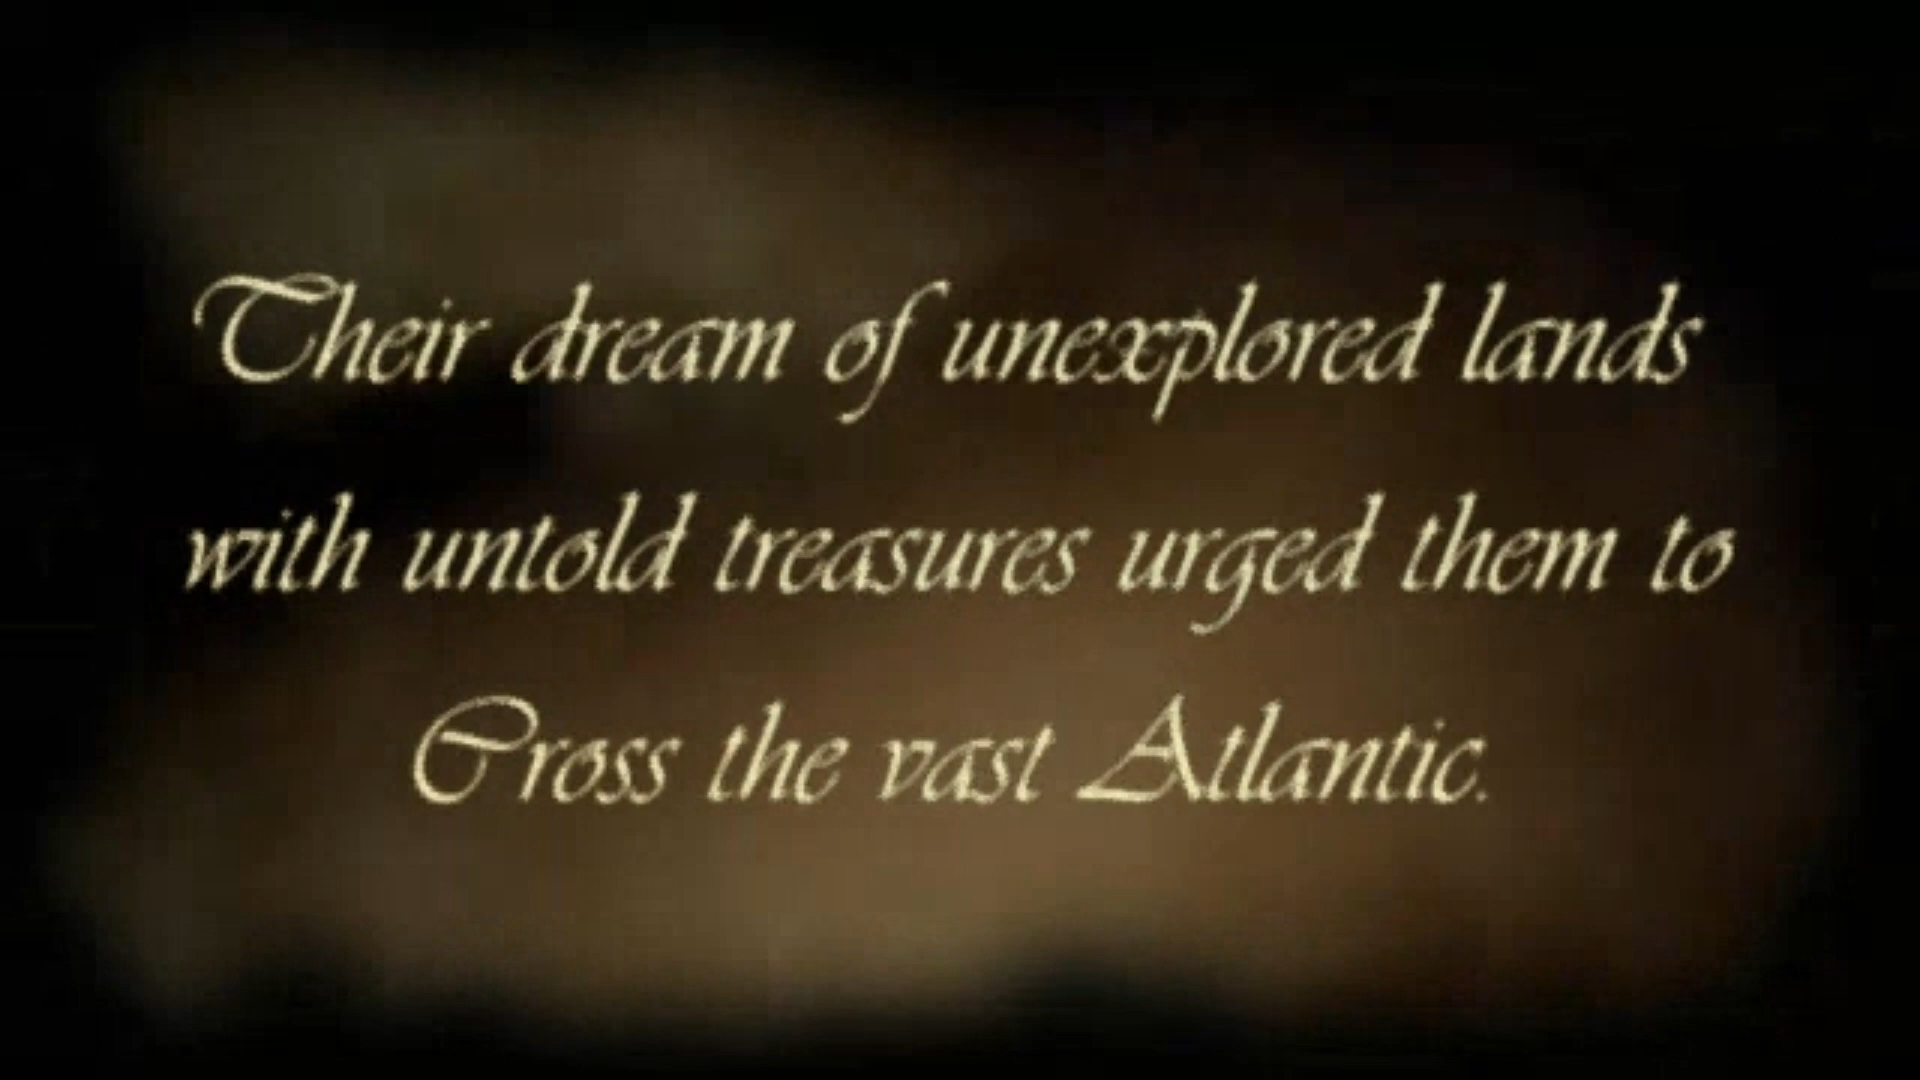 Their dream of unexplored lands
with untold treasures urged them to
Cross the vast Atlantic.